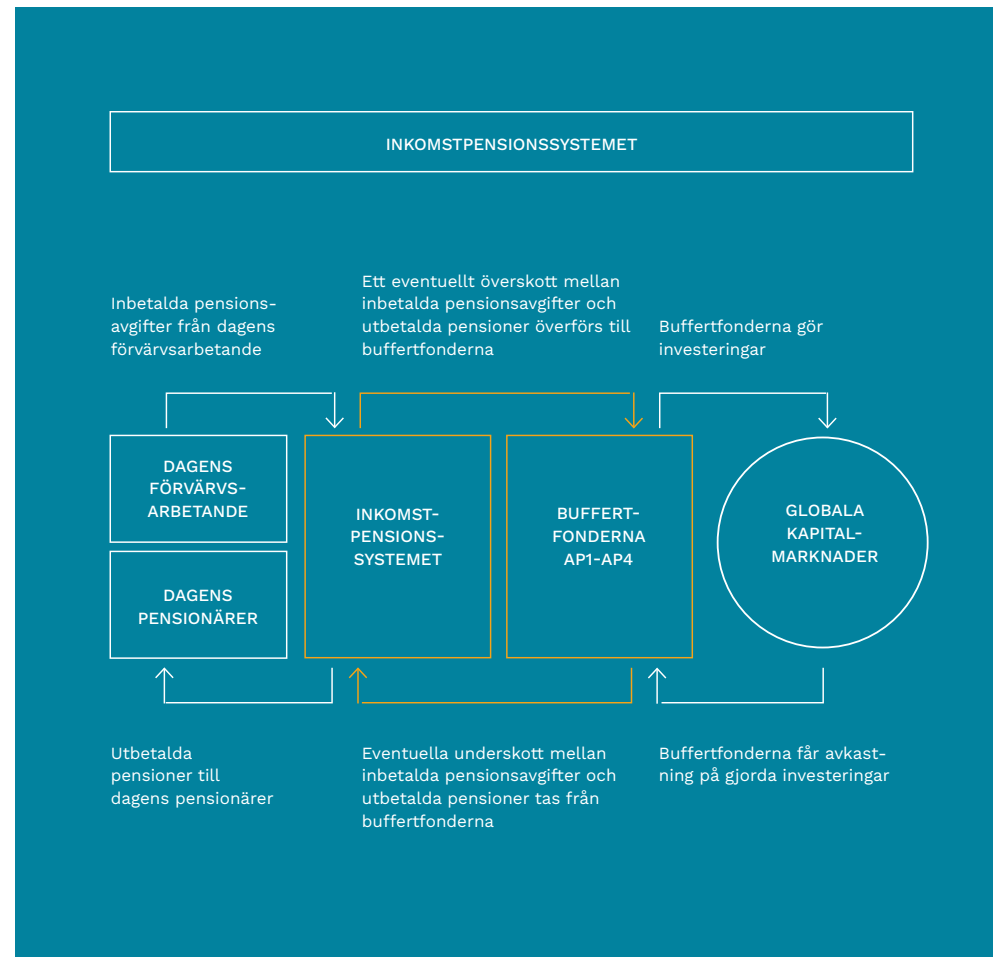 INKOMSTPENSIONSSYSTEMET
Inbetalda pensions-
avgifter från dagens
förvärvsarbetande
Ett eventuellt överskott mellan
inbetalda pensionsavgifter och
utbetalda pensioner överförs till
buffertfonderna
Buffertfonderna gör
investeringar
DAGENS
FÖRVÄRVS-
ARBETANDE
DAGENS
PENSIONÄRER
INKOMST-
PENSIONS-
SYSTEMET
BUFFERT-
FONDERNA
AP1-AP4
GLOBALA
KAPITAL-
MARKNADER
Utbetalda
pensioner till
dagens pensionärer
Eventuella underskott mellan
inbetalda pensionsavgifter och
utbetalda pensioner tas från
buffertfonderna
Buffertfonderna får avkast-
ning på gjorda investeringar